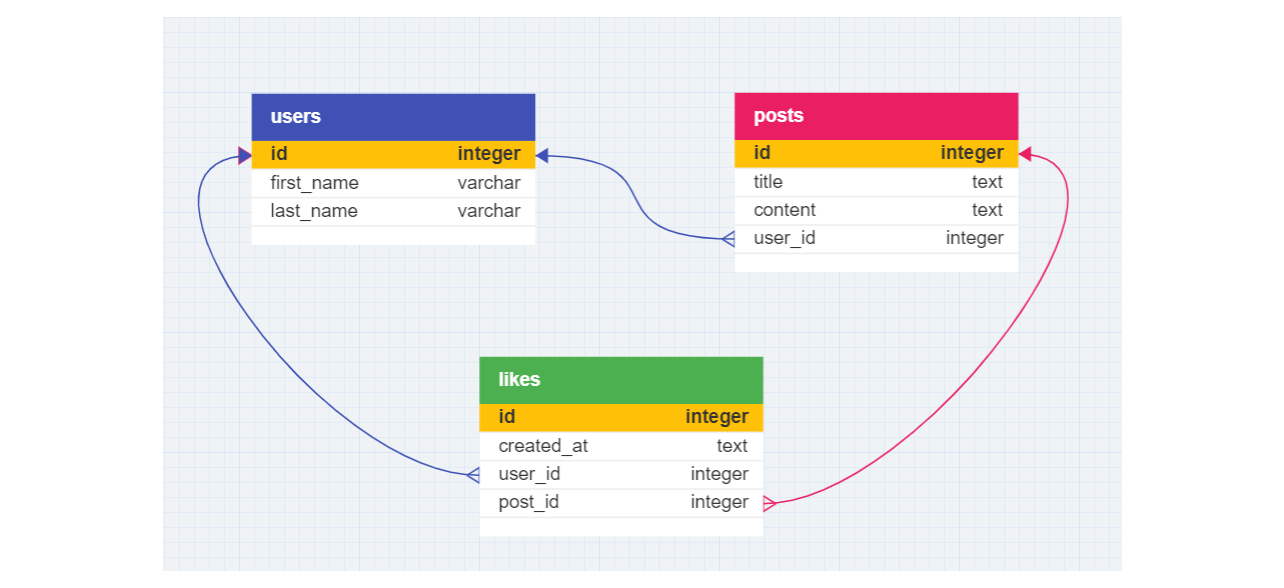 users
id integer
first_name varchar
last_name varchar
posts
id integer
title text
content text
user_id integer
likes
id integer
created_at text
user_id integer
post_id integer